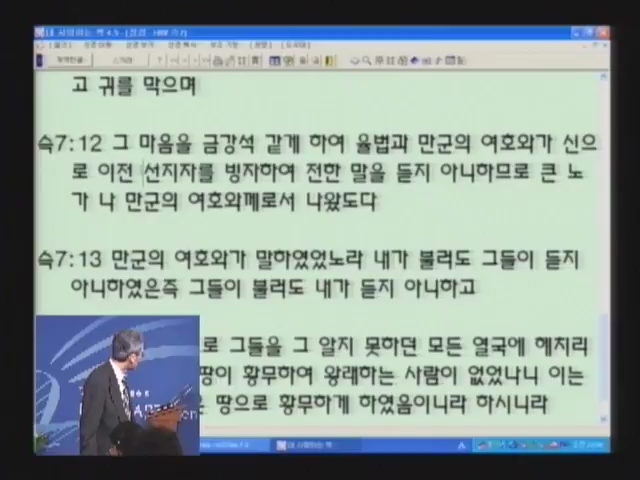 고 귀를 막으며
슥7:12 그 마음을 금강석 같게 하여 율법과 만군의 여호와가 신으
로 이전 선지자를 빙자하여 전한 말을 듣지 아니하므로 큰 노
가 나 만군의 여호와께로서 나왔도다
슥7:13 만군의 여호와가 말하였었노라 내가 불러도 그들이 듣지
아니하였은즉 그들이 불러도 내가 듣지 아니하고
로 그들을 그 알지 못하던 모든 열국에 헤치리
땅이 황무하여 왕래하는 사람이 없었나니 이는
은 땅으로 황무하게 하였음이니라 하시니라